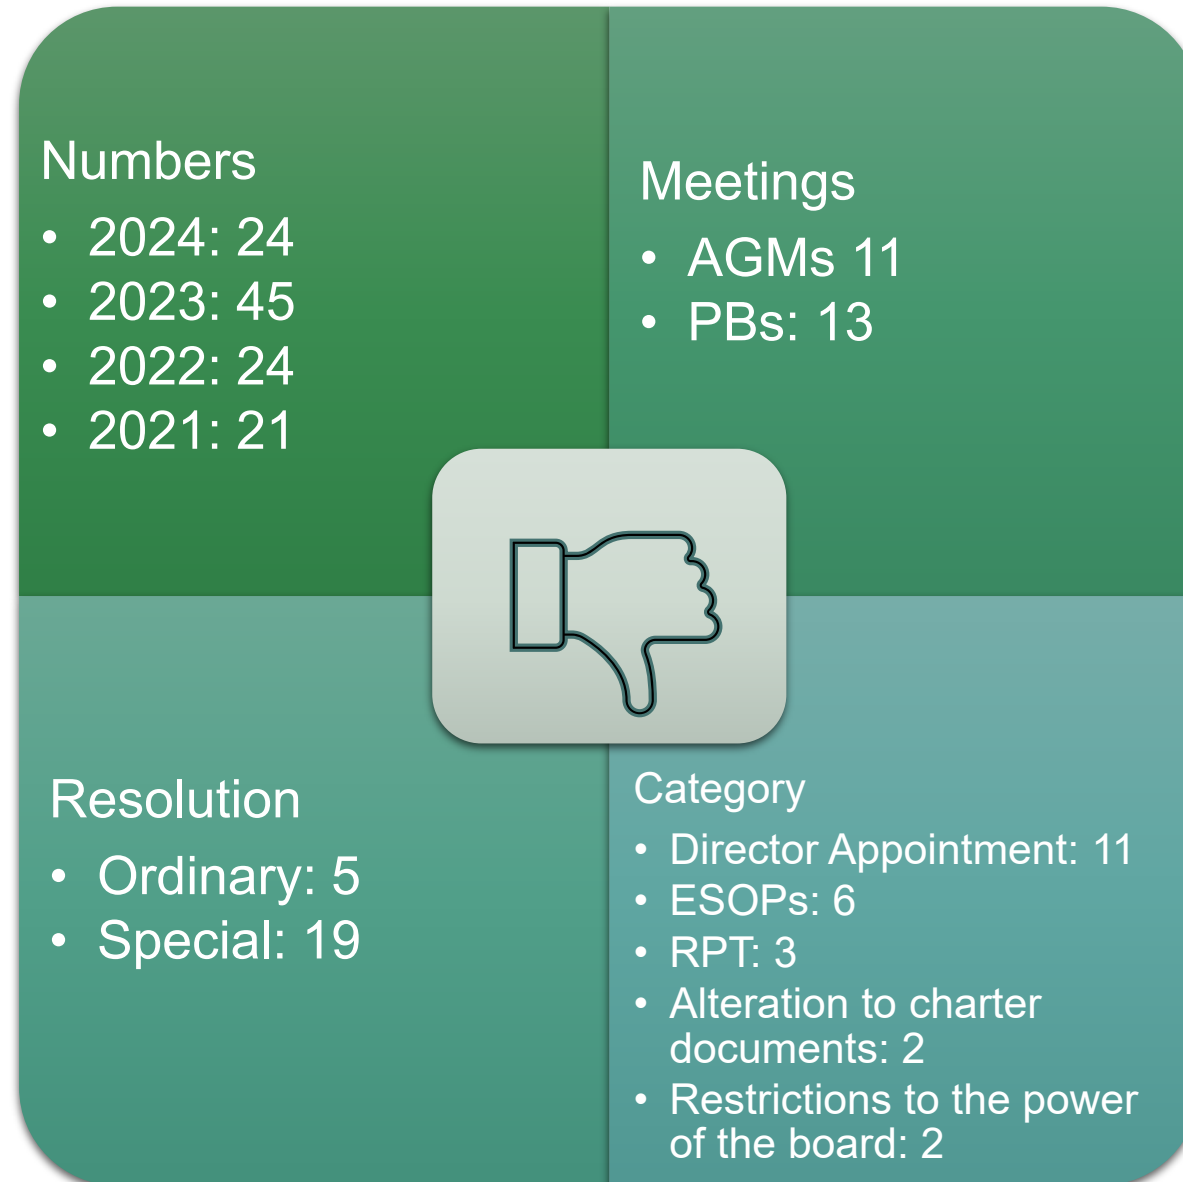 Numbers
• 2024: 24
• 2023: 45
• 2022: 24
• 2021: 21
Meetings
• AGMs 11
• PBs: 13
Resolution
• Ordinary: 5
• Special: 19
Category
• Director Appointment: 11
• ESOPs: 6
• RPT: 3
• Alteration to charter
documents: 2
• Restrictions to the power
of the board: 2